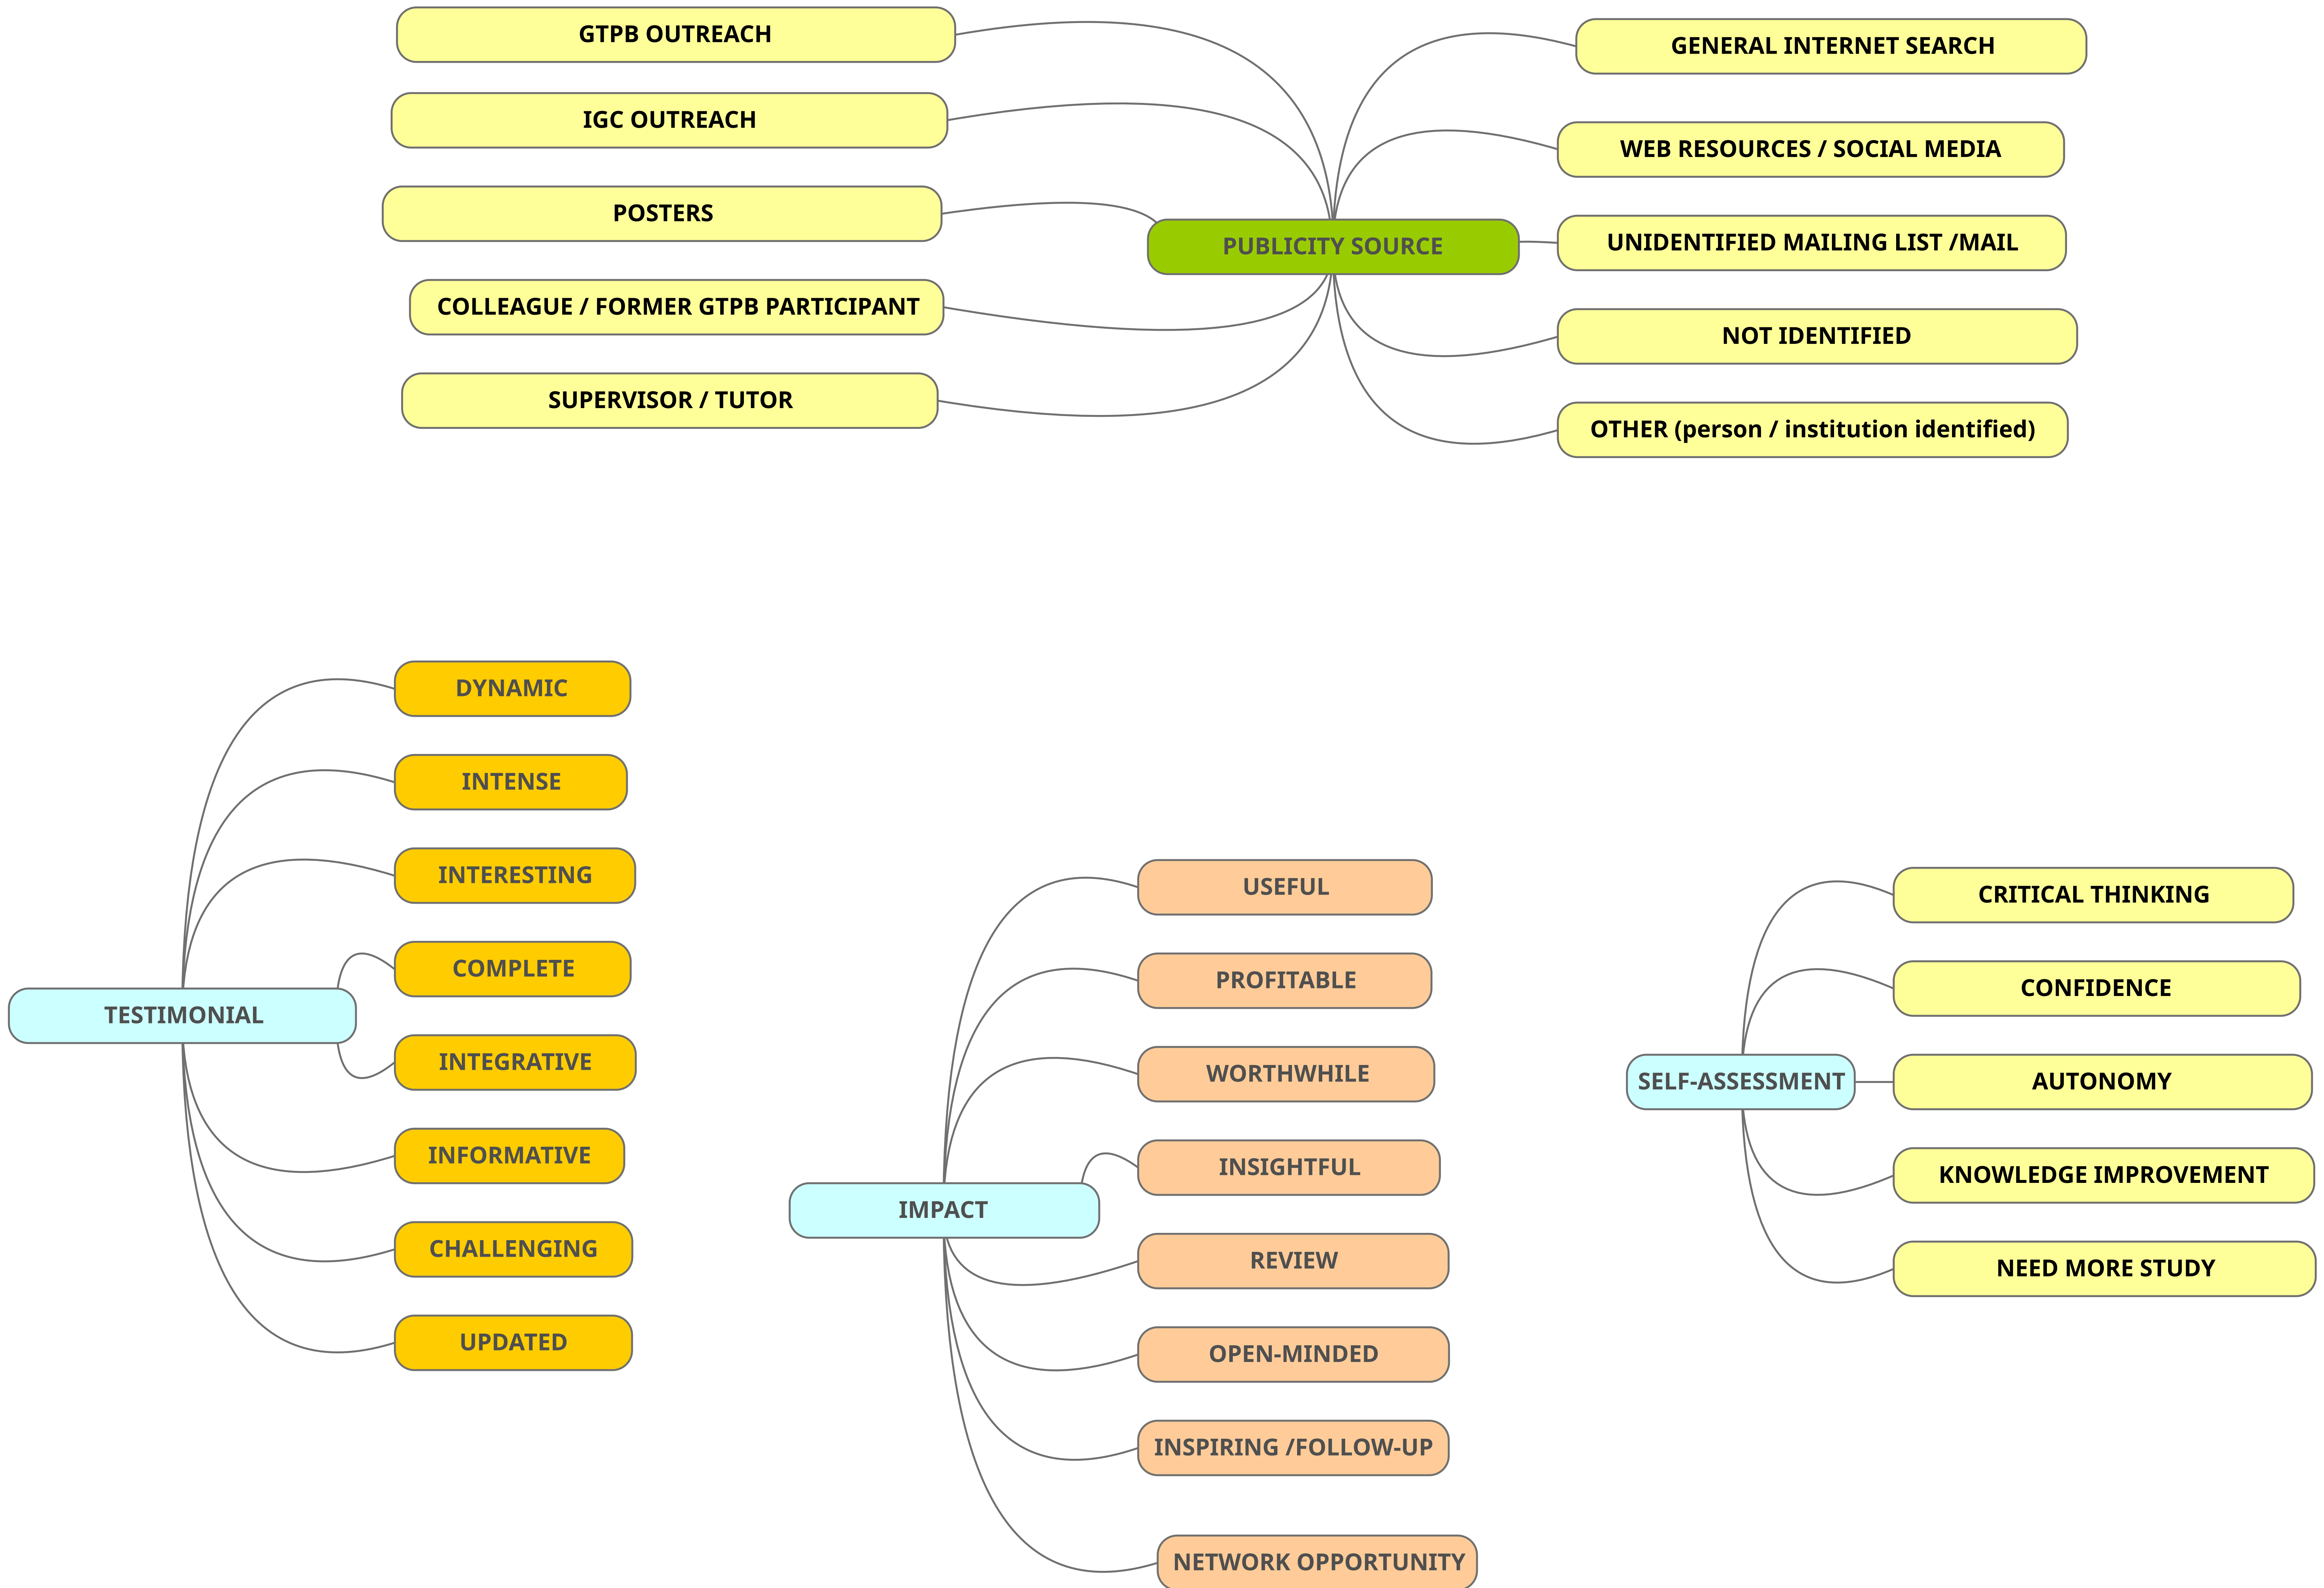 GTPB OUTREACH
IGC OUTREACH
POSTERS
COLLEAGUE / FORMER GTPB PARTICIPANT
SUPERVISOR / TUTOR
PUBLICITY SOURCE
GENERAL INTERNET SEARCH
WEB RESOURCES / SOCIAL MEDIA
UNIDENTIFIED MAILING LIST /MAIL
NOT IDENTIFIED
OTHER (person / institution identified)
TESTIMONIAL
DYNAMIC
INTENSE
INTERESTING
COMPLETE
INTEGRATIVE
INFORMATIVE
CHALLENGING
UPDATED
IMPACT
USEFUL
PROFITABLE
WORTHWHILE
INSIGHTFUL
REVIEW
OPEN-MINDED
INSPIRING /FOLLOW-UP
NETWORK OPPORTUNITY
SELF-ASSESSMENT
CRITICAL THINKING
CONFIDENCE
AUTONOMY
KNOWLEDGE IMPROVEMENT
NEED MORE STUDY